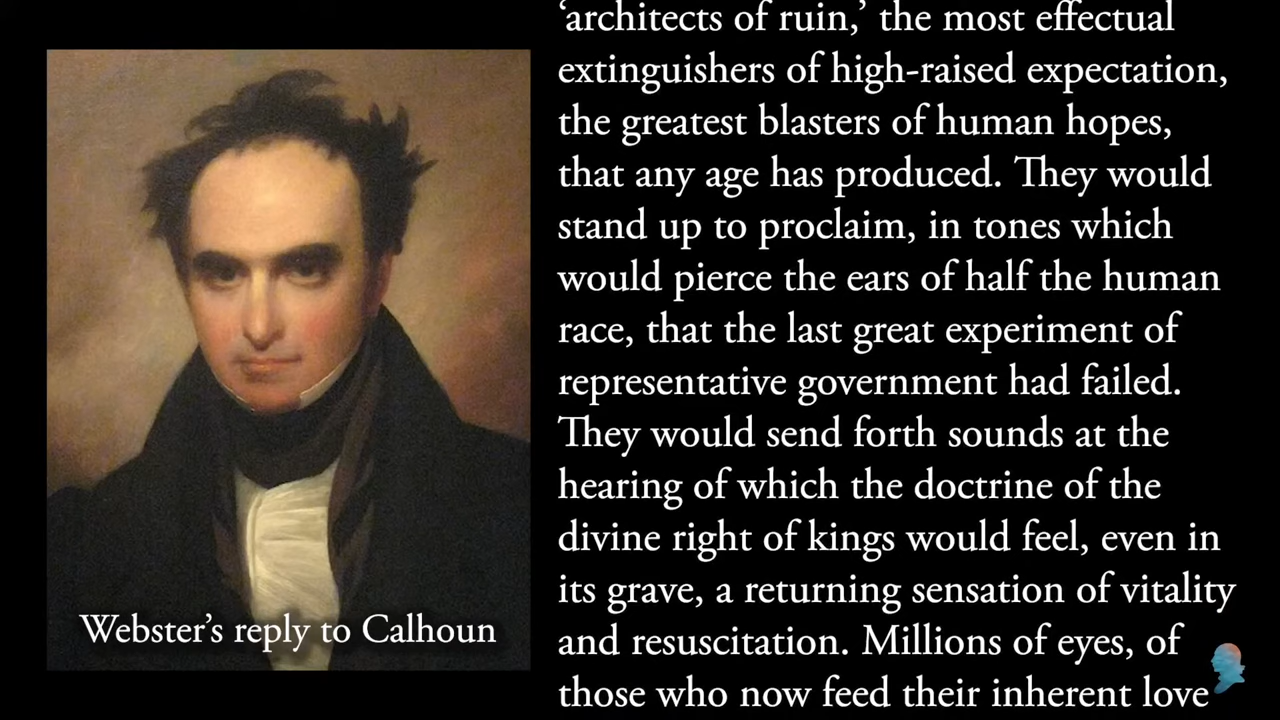 ‘architects of ruin,’ the most effectual
extinguishers of high-raised expectation,
the greatest blasters of human hopes,
that any age has produced. They would
stand up to proclaim, in tones which
would pierce the ears of half the human
race, that the last great experiment of
representative government had failed.
They would send forth sounds at the
hearing of which the doctrine of the
divine right of kings would feel, even in
its grave, a returning sensation of vitality
and resuscitation. Millions of eyes, of
those who now feed their inherent love
Webster’s reply to Calhoun